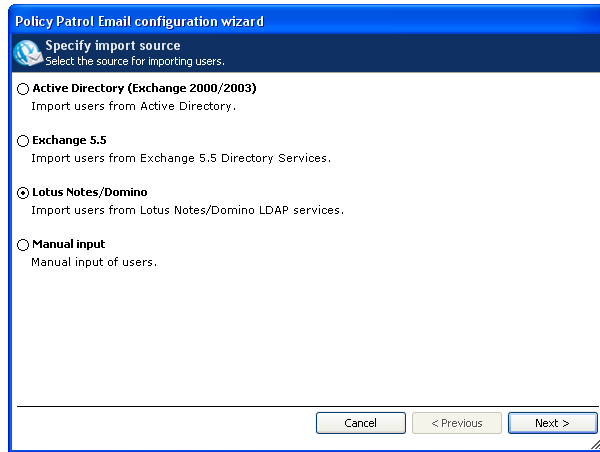 Policy Patrol Email configuration wizard
Specify import source
Select the source for importing users.
Active Directory (Exchange 2000/2003)
Import users from Active Directory.
Exchange 5.5
Import users from Exchange 5.5 Directory Services.
Lotus Notes/Domino
Import users from Lotus Notes/Domino LDAP services.
Manual input
Manual input of users.
Cancel
< Previous
Next >